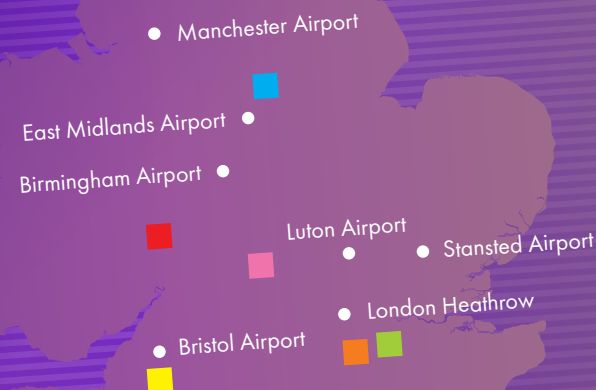 Manchester Airport
East Midlands Airport
Birmingham Airport
Luton Airport
Stansted Airport
London Heathrow
Bristol Airport